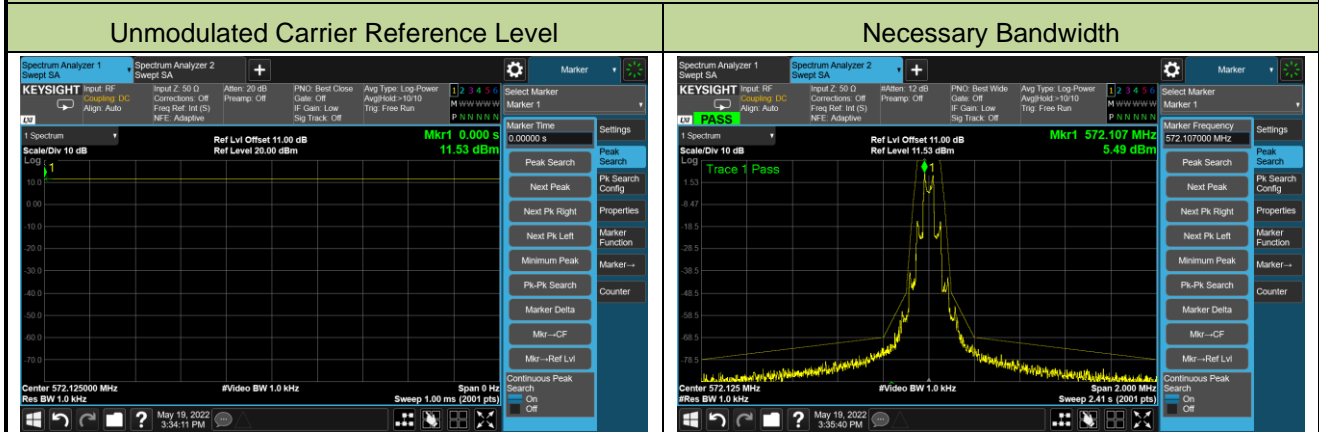 Unmodulated Carrier Reference Level
Spectrum Analyzer 1
Swept SA
Spectrum Analyzer 2
Swept SA
+
Marker
KEYSIGHT
Input: RF
Coupling: DC
Align: Auto
Input Z: 50 Ω
Corrections: Off
Freq Ref: Int (S)
NFE: Adaptive
Atten: 20 dB
Preamp: Off
PNO: Best Close
Gate: Off
IF Gain: Low
Sig Track: Off
Avg Type: Log-Power
Avg|Hold:>10/10
Trig: Free Run
1 2 3 4 5 6
M W W W W W
P N N N N N
Select Marker
Marker 1
LXI
1 Spectrum
Scale/Div 10 dB
Log
Ref Lvl Offset 11.00 dB
Ref Level 20.00 dBm
Mkr1 0.000 s
11.53 dBm
Marker Time
0.00000 s
Settings
Peak Search
Peak Search
Next Peak
Pk Search Config
Next Pk Right
Properties
Next Pk Left
Marker Function
Minimum Peak
Marker→
Pk-Pk Search
Counter
Marker Delta
Mkr→CF
Mkr→Ref Lvl
Continuous Peak Search
On
Off
1
10.0
0.00
-10.0
-20.0
-30.0
-40.0
-50.0
-60.0
-70.0
Center 572.125000 MHz
Res BW 1.0 kHz
#Video BW 1.0 kHz
Span 0 Hz
Sweep 1.00 ms (2001 pts)
?
May 19, 2022
3:34:11 PM
Necessary Bandwidth
Spectrum Analyzer 1
Swept SA
Spectrum Analyzer 2
Swept SA
+
Marker
KEYSIGHT
Input: RF
Coupling: DC
Align: Auto
Input Z: 50 Ω
Corrections: Off
Freq Ref: Int (S)
NFE: Adaptive
#Atten: 12 dB
Preamp: Off
PNO: Best Wide
Gate: Off
IF Gain: Low
Sig Track: Off
Avg Type: Log-Power
Avg|Hold:>10/10
Trig: Free Run
1 2 3 4 5 6
M W W W W W
P N N N N N
Select Marker
Marker 1
LXI
PASS
1 Spectrum
Scale/Div 10 dB
Log
Ref Lvl Offset 11.00 dB
Ref Level 11.53 dBm
Mkr1 572.107 MHz
5.49 dBm
Marker Frequency
572.107000 MHz
Settings
Peak Search
Peak Search
Next Peak
Pk Search Config
Next Pk Right
Properties
Next Pk Left
Marker Function
Minimum Peak
Marker→
Pk-Pk Search
Counter
Marker Delta
Mkr→CF
Mkr→Ref Lvl
Continuous Peak Search
On
Off
Trace 1 Pass
1
1.53
-8.47
-18.5
-28.5
-38.5
-48.5
-58.5
-68.5
-78.5
Center 572.125 MHz
#Res BW 1.0 kHz
#Video BW 1.0 kHz
Span 2.000 MHz
Sweep 2.41 s (2001 pts)
?
May 19, 2022
3:35:40 PM